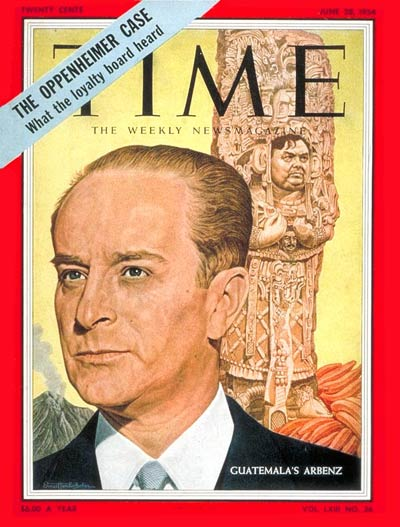 TWENTY CENTS
JUNE 28, 1954
THE OPPENHEIMER CASE
What the loyalty board heard
TIME
THE WEEKLY NEWSMAGAZINE
GUATEMALA'S ARBENZ
$6.00 A YEAR
VOL. LXIII NO. 26